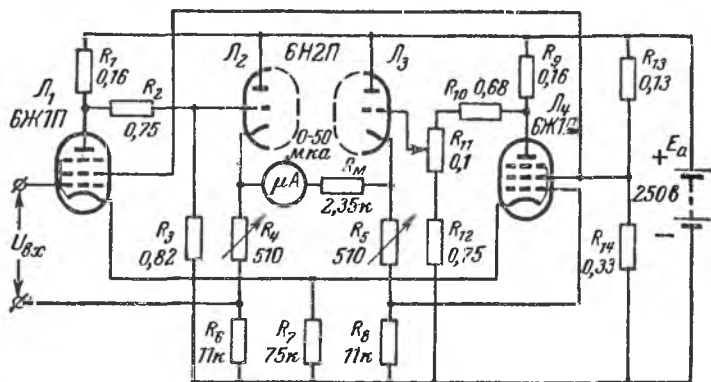 Л1
6Ж1П
R1
0,16
R2
0,75
Л2
6Н2П
Л3
R9
0,16
R10 0,68
Л4
R13
0,13
0-50
мка
μA
Rм
2,35к
R11
0,1
+ Eа
250в
−
Uвх
R3
0,82
R4
510
R5
510
R12
0,75
R14
0,33
R6
11к
R7
75к
R8
11к